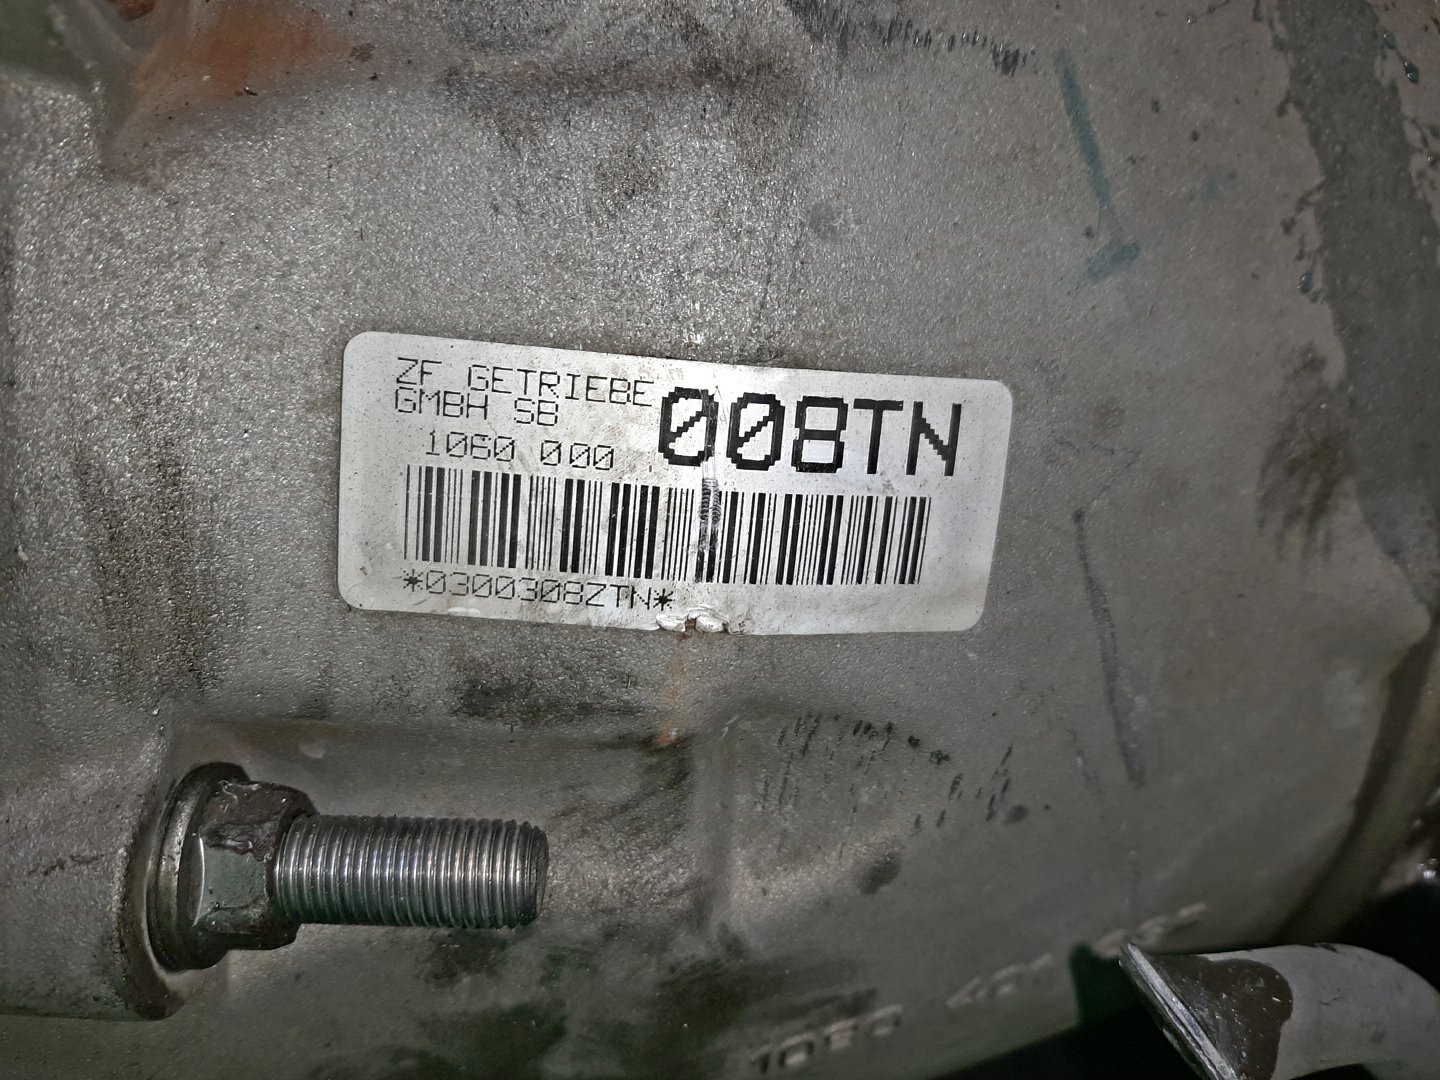 ZF GETRIEBE
GMBH SB
1060 000
008TN
*0300308ZTN*